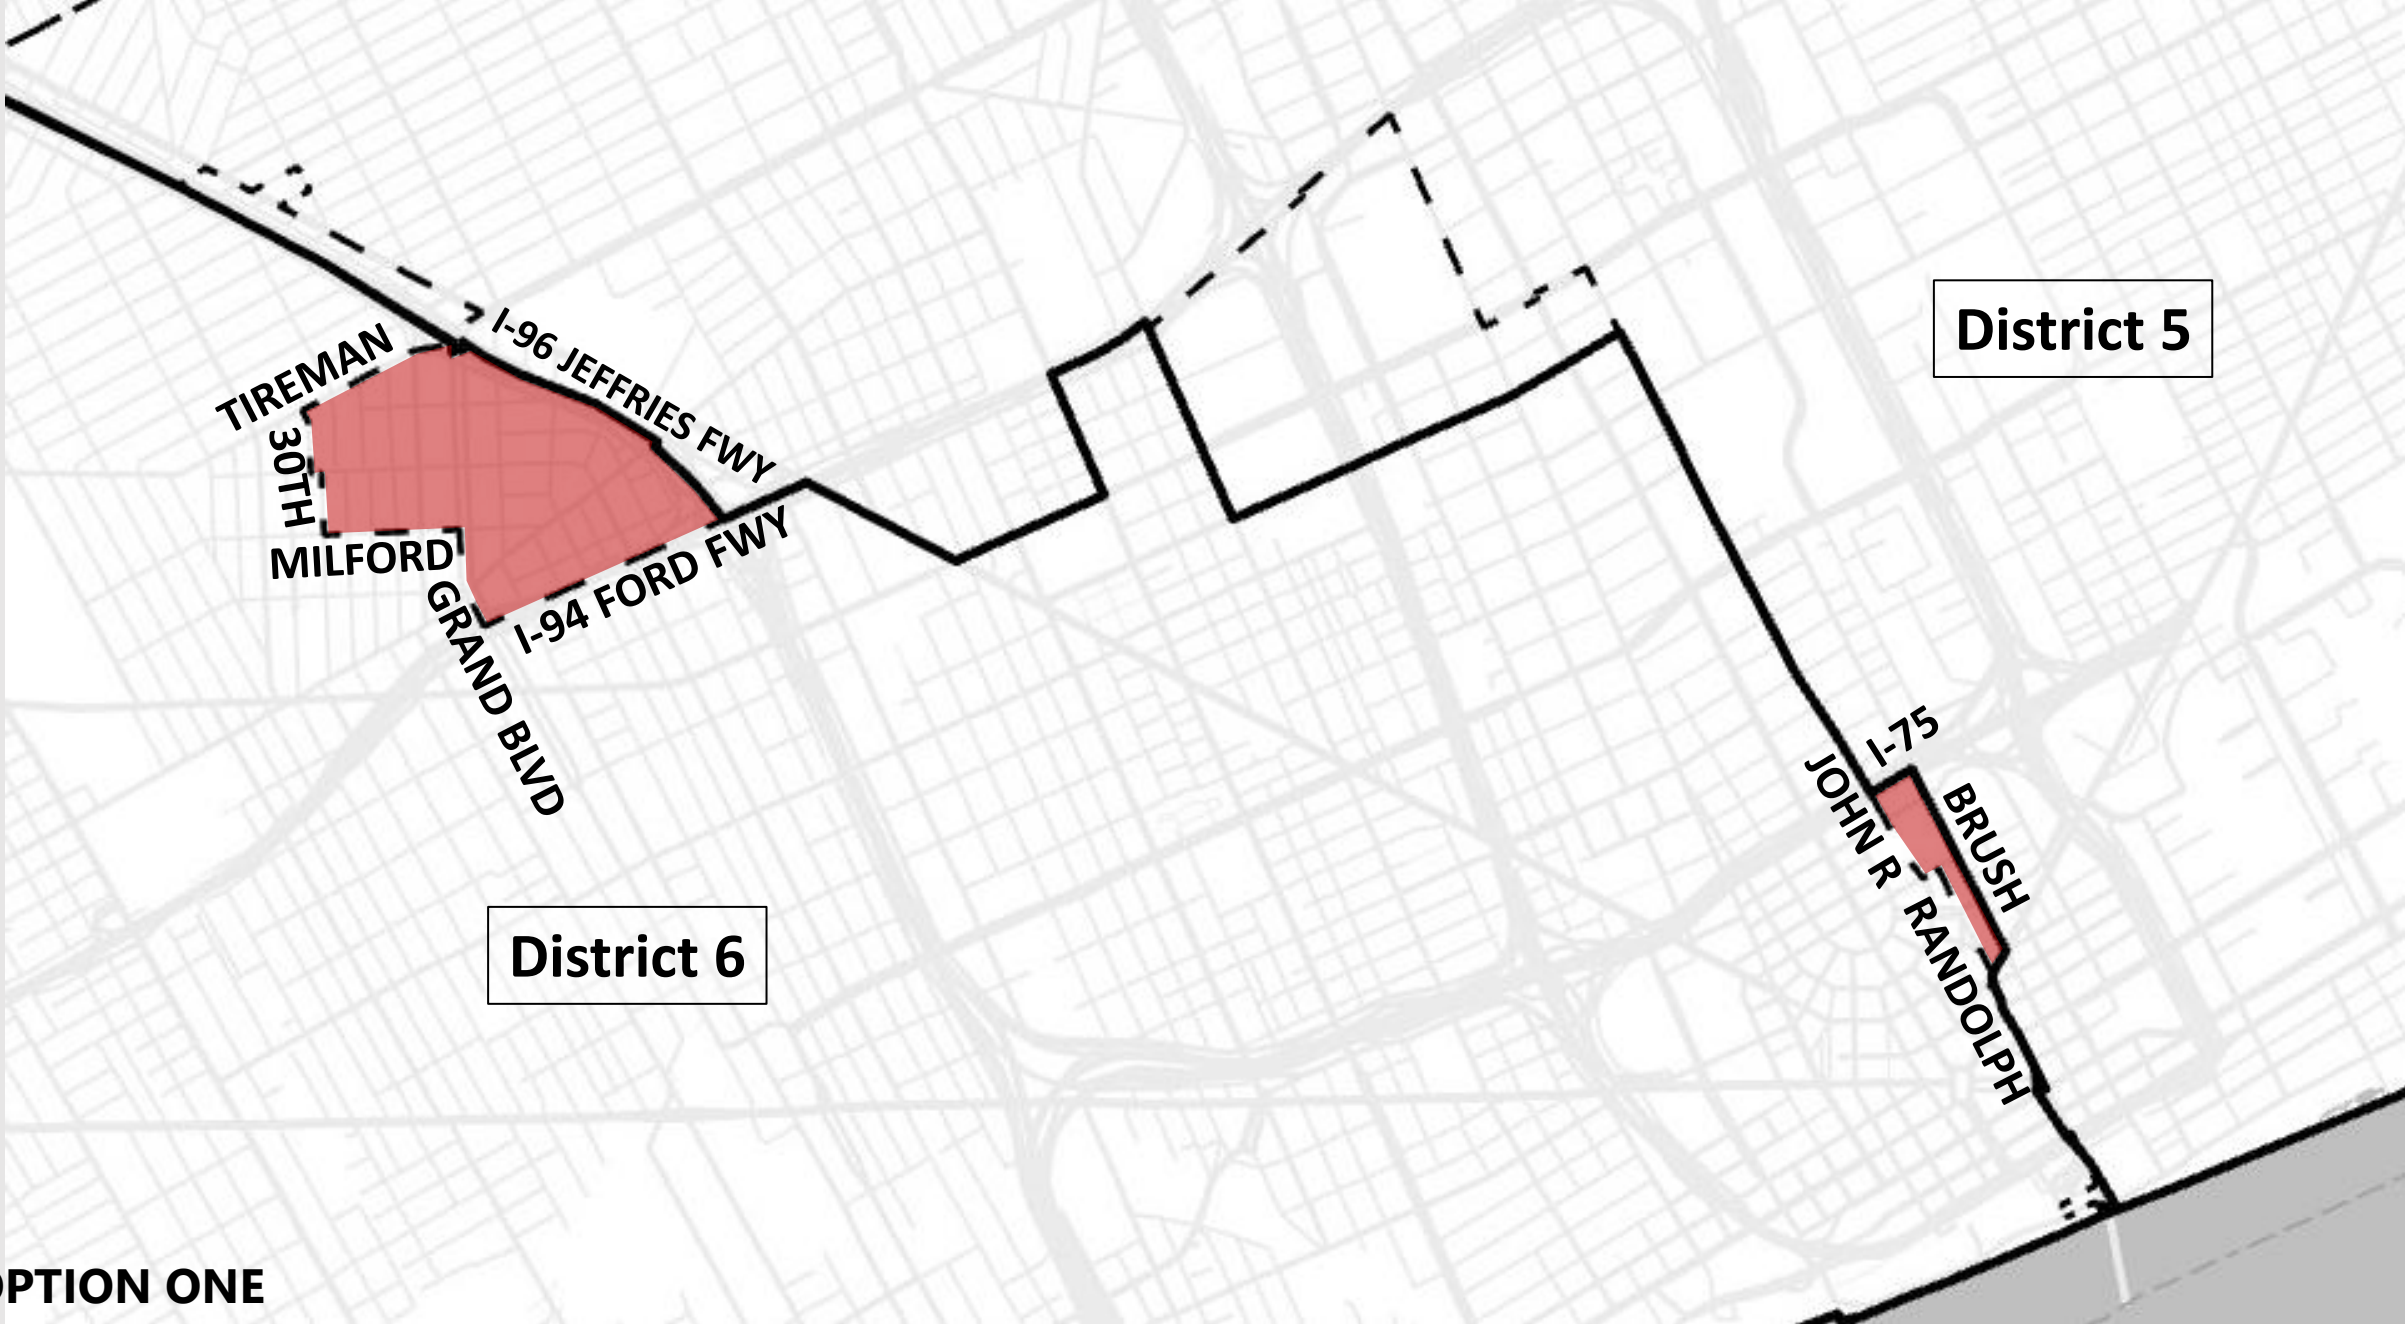 I-96 JEFFRIES FWY
TIREMAN
30TH
MILFORD
GRAND BLVD
I-94 FORD FWY
District 5
I-75
BRUSH
JOHN R
RANDOLPH
District 6
PTION ONE